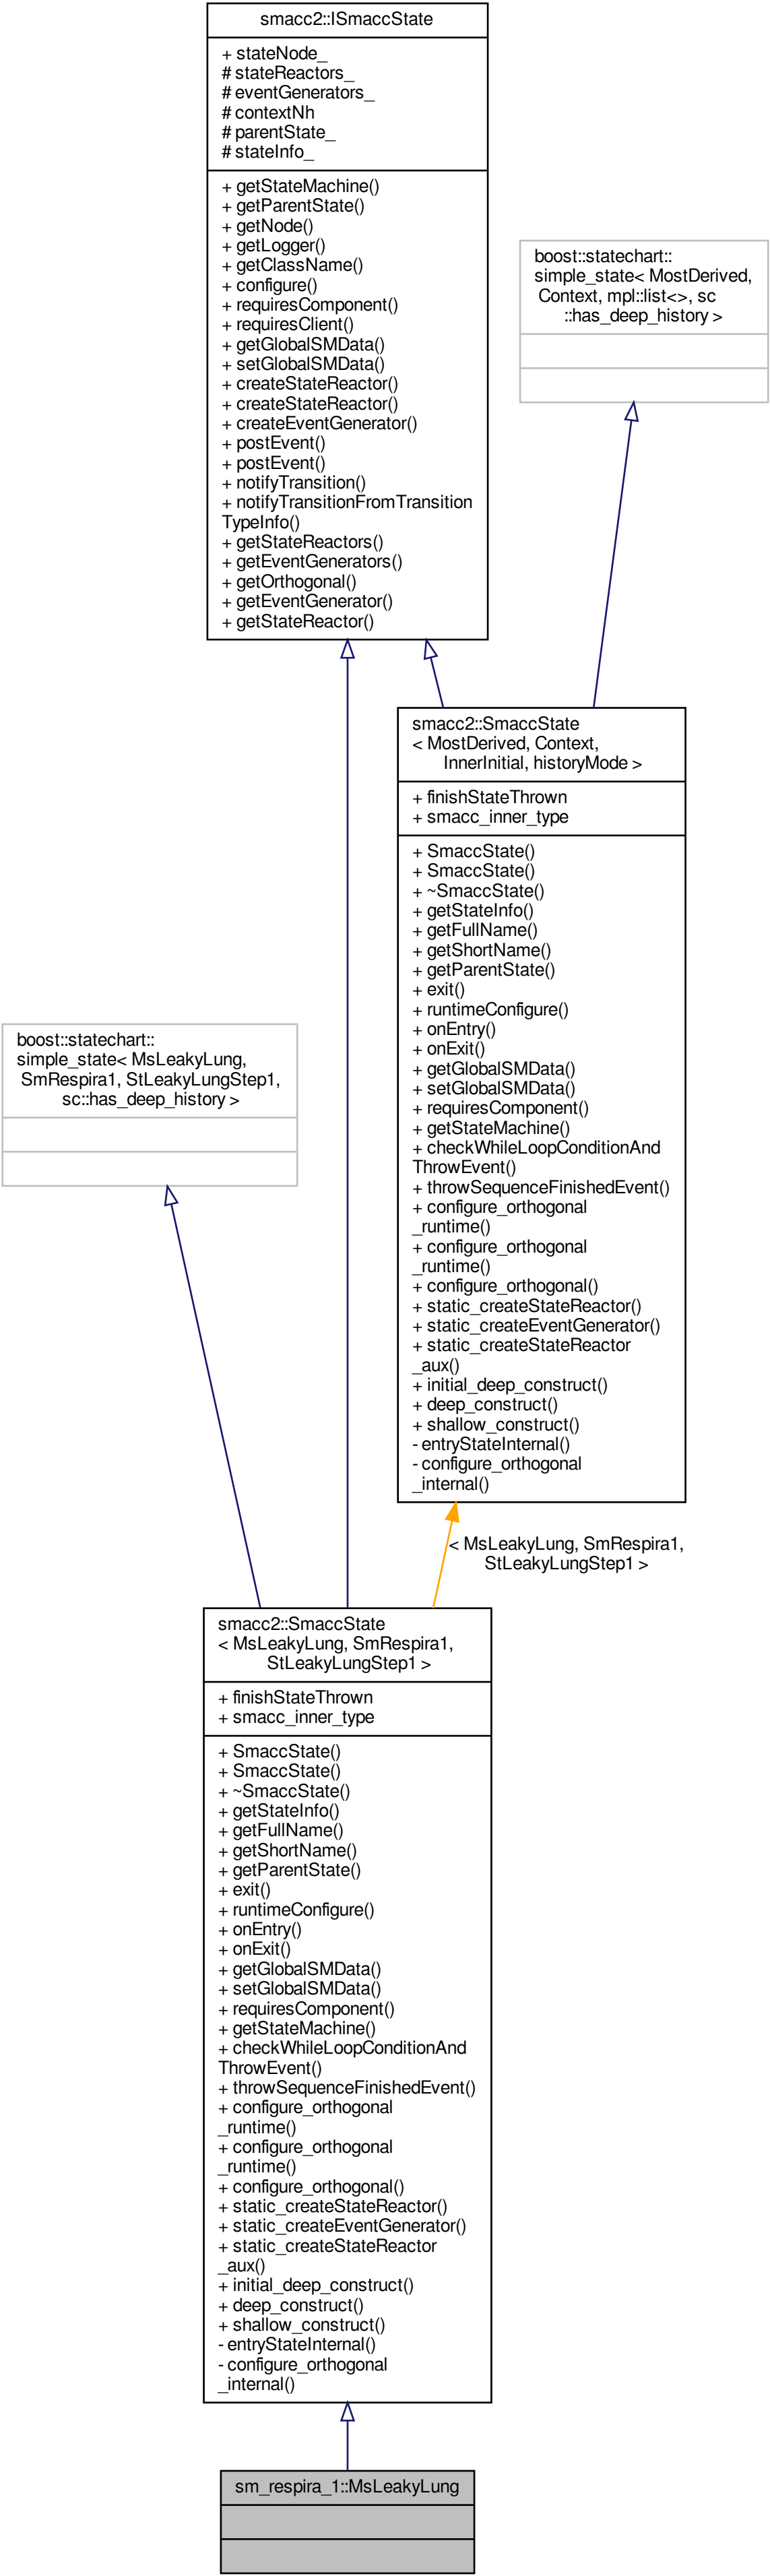 smacc2::ISmaccState
+ stateNode_
# stateReactors_
# eventGenerators_
# contextNh
# parentState_
# stateInfo_
+ getStateMachine()
+ getParentState()
+ getNode()
+ getLogger()
+ getClassName()
+ configure()
+ requiresComponent()
+ requiresClient()
+ getGlobalSMData()
+ setGlobalSMData()
+ createStateReactor()
+ createStateReactor()
+ createEventGenerator()
+ postEvent()
+ postEvent()
+ notifyTransition()
+ notifyTransitionFromTransition
TypeInfo()
+ getStateReactors()
+ getEventGenerators()
+ getOrthogonal()
+ getEventGenerator()
+ getStateReactor()
boost::statechart::
simple_state< MostDerived,
Context, mpl::list<>, sc
::has_deep_history >
smacc2::SmaccState
< MostDerived, Context,
InnerInitial, historyMode >
+ finishStateThrown
+ smacc_inner_type
+ SmaccState()
+ SmaccState()
+ ~SmaccState()
+ getStateInfo()
+ getFullName()
+ getShortName()
+ getParentState()
+ exit()
+ runtimeConfigure()
+ onEntry()
+ onExit()
+ getGlobalSMData()
+ setGlobalSMData()
+ requiresComponent()
+ getStateMachine()
+ checkWhileLoopConditionAnd
ThrowEvent()
+ throwSequenceFinishedEvent()
+ configure_orthogonal
_runtime()
+ configure_orthogonal
_runtime()
+ configure_orthogonal()
+ static_createStateReactor()
+ static_createEventGenerator()
+ static_createStateReactor
_aux()
+ initial_deep_construct()
+ deep_construct()
+ shallow_construct()
- entryStateInternal()
- configure_orthogonal
_internal()
boost::statechart::
simple_state< MsLeakyLung,
SmRespira1, StLeakyLungStep1,
sc::has_deep_history >
< MsLeakyLung, SmRespira1,
StLeakyLungStep1 >
smacc2::SmaccState
< MsLeakyLung, SmRespira1,
StLeakyLungStep1 >
+ finishStateThrown
+ smacc_inner_type
+ SmaccState()
+ SmaccState()
+ ~SmaccState()
+ getStateInfo()
+ getFullName()
+ getShortName()
+ getParentState()
+ exit()
+ runtimeConfigure()
+ onEntry()
+ onExit()
+ getGlobalSMData()
+ setGlobalSMData()
+ requiresComponent()
+ getStateMachine()
+ checkWhileLoopConditionAnd
ThrowEvent()
+ throwSequenceFinishedEvent()
+ configure_orthogonal
_runtime()
+ configure_orthogonal
_runtime()
+ configure_orthogonal()
+ static_createStateReactor()
+ static_createEventGenerator()
+ static_createStateReactor
_aux()
+ initial_deep_construct()
+ deep_construct()
+ shallow_construct()
- entryStateInternal()
- configure_orthogonal
_internal()
sm_respira_1::MsLeakyLung